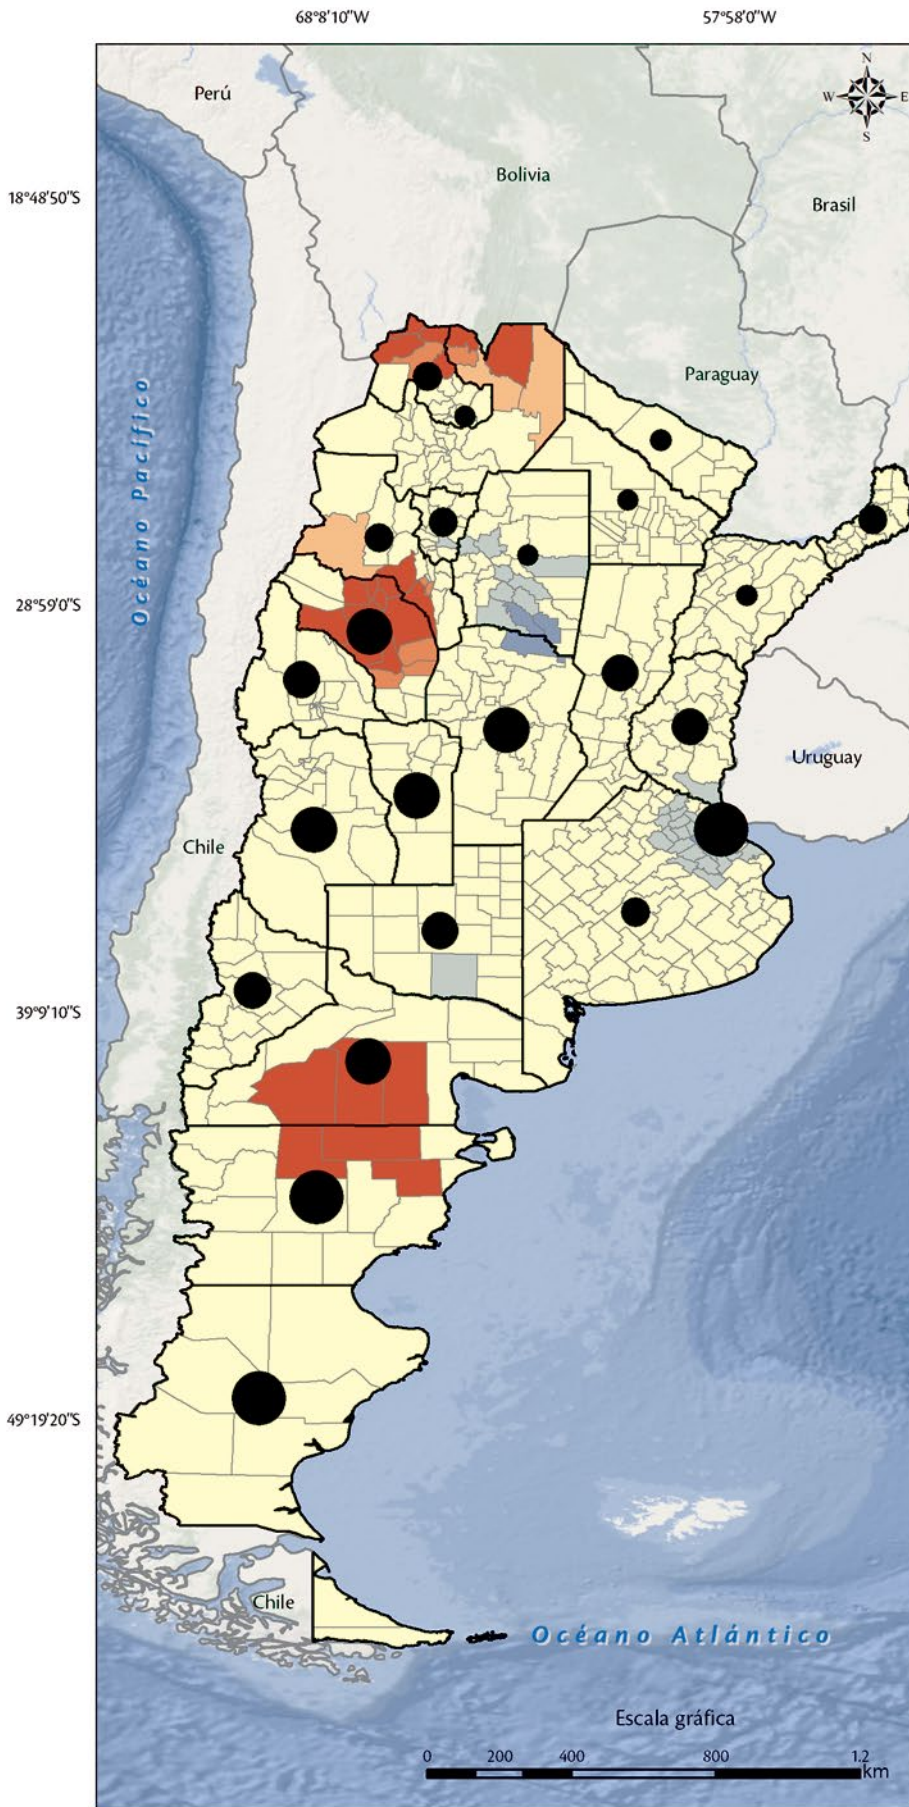 68°8'10"W
57°58'0"W
N
W
E
S
Perú
Bolivia
Brasil
18°48'50"S
Paraguay
Océano Pacífico
28°59'0"S
Uruguay
Chile
39°9'10"S
49°19'20"S
Chile
Océano Atlántico
Escala gráfica
0 200 400 800 1.2
km